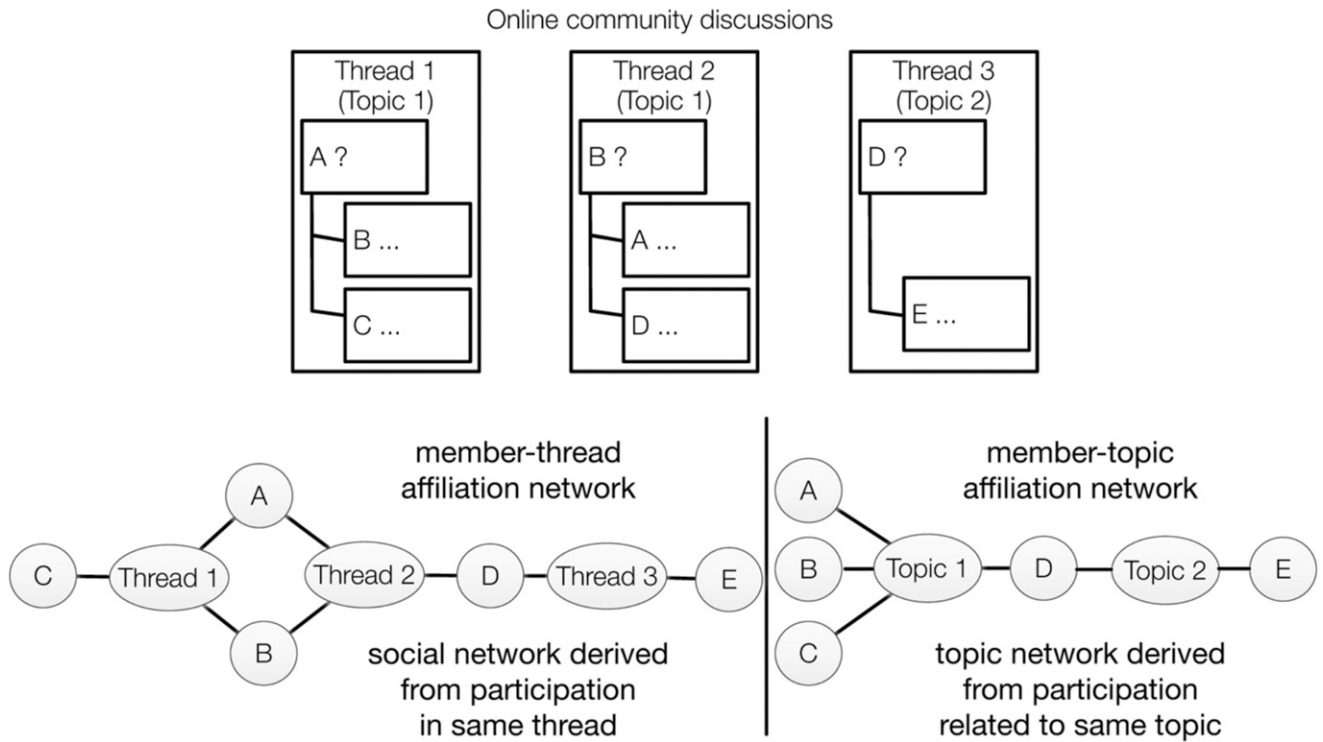 Online community discussions
Thread 1
(Topic 1)
A ?
B ...
C ...
Thread 2
(Topic 1)
B ?
A ...
D ...
Thread 3
(Topic 2)
D ?
E ...
member-thread
affiliation network
A
C
Thread 1
Thread 2
D
Thread 3
E
B
social network derived
from participation
in same thread
member-topic
affiliation network
A
B
Topic 1
D
Topic 2
E
C
topic network derived
from participation
related to same topic